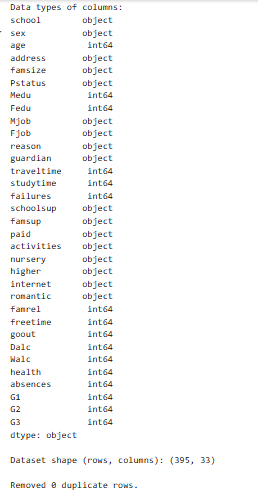 Data types of columns:
school object
sex object
age int64
address object
famsize object
Pstatus object
Medu int64
Fedu int64
Mjob object
Fjob object
reason object
guardian object
traveltime int64
studytime int64
failures int64
schoolsup object
famsup object
paid object
activities object
nursery object
higher object
internet object
romantic object
famrel int64
freetime int64
goout int64
Dalc int64
Walc int64
health int64
absences int64
G1 int64
G2 int64
G3 int64
dtype: object
Dataset shape (rows, columns): (395, 33)
Removed 0 duplicate rows.